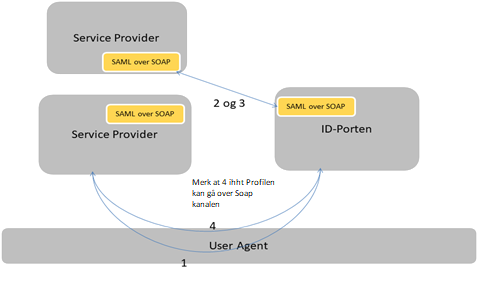 Service Provider
SAML over SOAP
2 og 3
SAML over SOAP
SAML over SOAP
Service Provider
ID-Porten
Merk at 4 ihht Profilen
kan gå over Soap
kanalen
4
User Agent
1